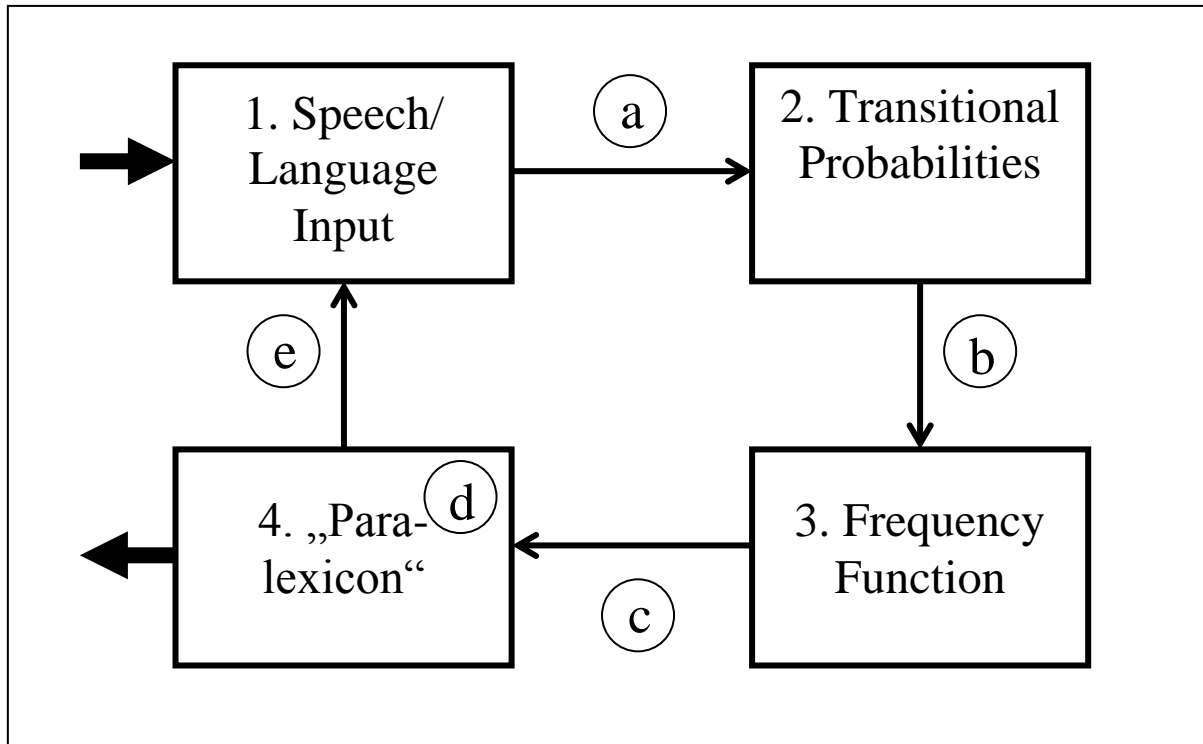 1. Speech/
Language
Input
a
2. Transitional
Probabilities
e
b
4. „Para-
lexicon“
d
3. Frequency
Function
c